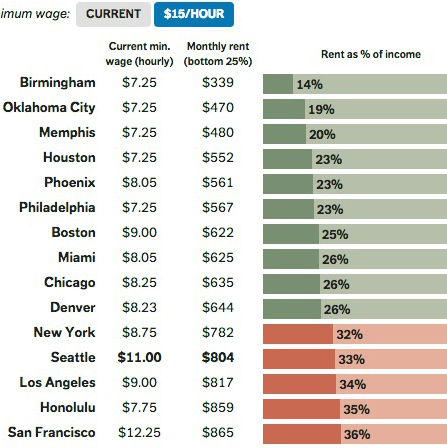 imum wage: CURRENT $15/HOUR
Current min. wage (hourly) Monthly rent (bottom 25%) Rent as % of income
Birmingham $7.25 $339 14%
Oklahoma City $7.25 $470 19%
Memphis $7.25 $480 20%
Houston $7.25 $552 23%
Phoenix $8.05 $561 23%
Philadelphia $7.25 $567 23%
Boston $9.00 $622 25%
Miami $8.05 $625 26%
Chicago $8.25 $635 26%
Denver $8.23 $644 26%
New York $8.75 $782 32%
Seattle $11.00 $804 33%
Los Angeles $9.00 $817 34%
Honolulu $7.75 $859 35%
San Francisco $12.25 $865 36%